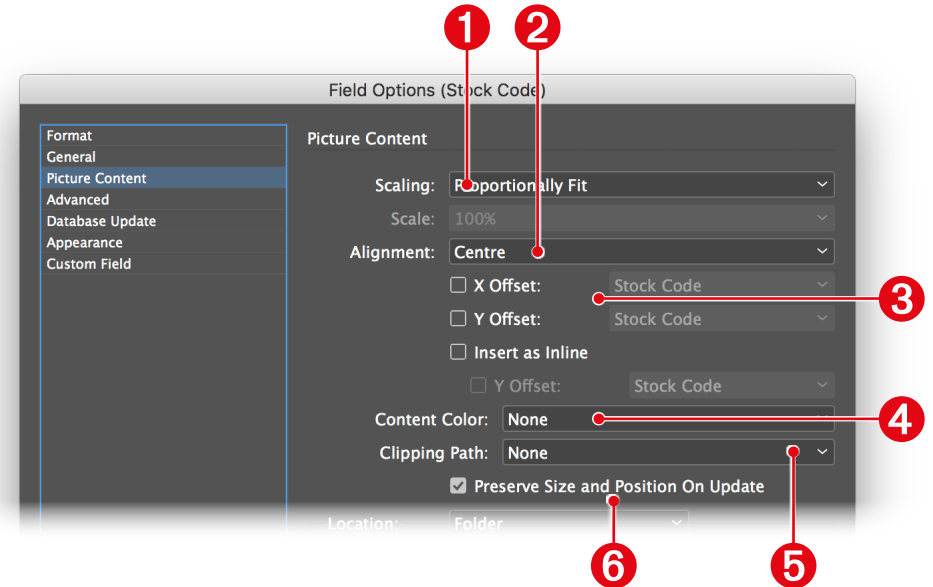 1 2
Field Options (Stock Code)
Format
General
Picture Content
Advanced
Database Update
Appearance
Custom Field
Picture Content
Scaling: Proportionally Fit
Scale: 100%
Alignment: Centre
X Offset: Stock Code
3
Y Offset: Stock Code
Insert as Inline
Y Offset: Stock Code
Content Color: None
4
Clipping Path: None
Preserve Size and Position On Update
Location: Folder
6 5